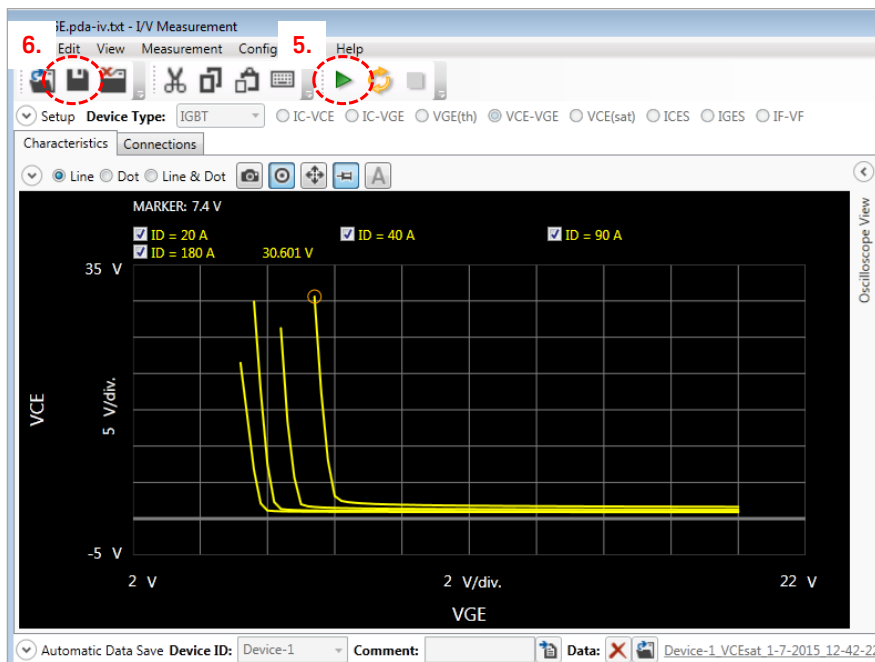 GE.pda-iv.txt - I/V Measurement
6. Edit View Measurement Config 5. Help
Setup Device Type: IGBT IC-VCE IC-VGE VGE(th) VCE-VGE VCE(sat) ICES IGES IF-VF
Characteristics Connections
Line Dot Line & Dot A
Oscilloscope View
MARKER: 7.4 V
ID = 20 A ID = 40 A ID = 90 A
ID = 180 A 30.601 V
35 V
VCE
5 V/div.
-5 V
2 V 2 V/div. 22 V
VGE
Automatic Data Save Device ID: Device-1 Comment: Data: Device-1_VCEsat_1-7-2015_12-42-22